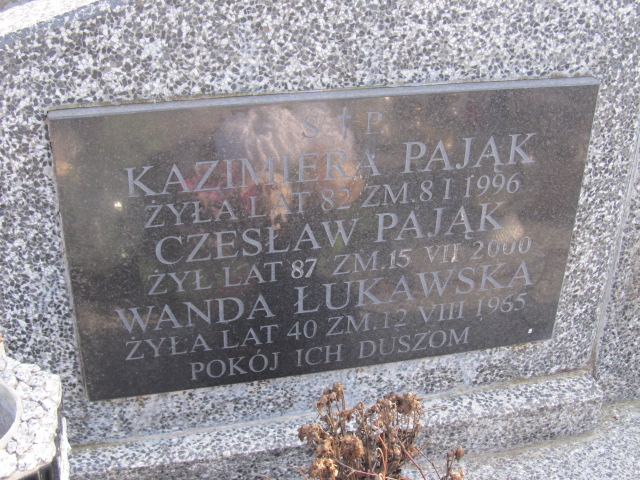 Ś † P
KAZIMIERA PAJĄK
ŻYŁA LAT 82 ZM. 8 I 1996
CZESŁAW PAJĄK
ŻYŁ LAT 87 ZM. 15 VII 2000
WANDA ŁUKAWSKA
ŻYŁA LAT 40 ZM. 12 VIII 1965
POKÓJ ICH DUSZOM